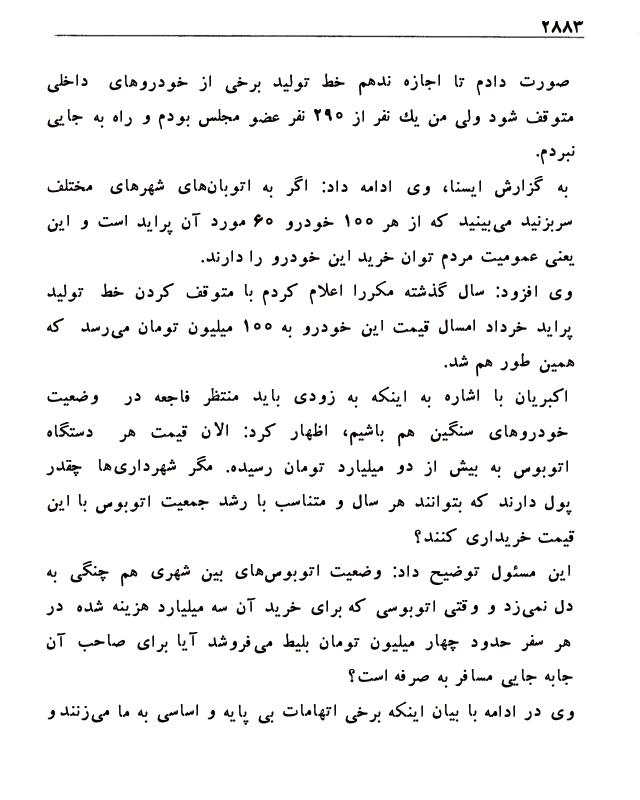 ۲۸۸۳
صورت دادم تا اجازه ندهم خط تولید برخی از خودروهای داخلی
متوقف شود ولی من یك نفر از ۲۹۰ نفر عضو مجلس بودم و راه به جایی
نبردم.
به گزارش ایسنا، وی ادامه داد: اگر به اتوبان‌های شهرهای مختلف
سربزنید می‌بینید که از هر ۱۰۰ خودرو ۶۰ مورد آن پراید است و این
یعنی عمومیت مردم توان خرید این خودرو را دارند.
وی افزود: سال گذشته مکررا اعلام کردم با متوقف کردن خط تولید
پراید خرداد امسال قیمت این خودرو به ۱۰۰ میلیون تومان می‌رسد که
همین طور هم شد.
اکبریان با اشاره به اینکه به زودی باید منتظر فاجعه در وضعیت
خودروهای سنگین هم باشیم، اظهار کرد: الان قیمت هر دستگاه
اتوبوس به بیش از دو میلیارد تومان رسیده. مگر شهرداری‌ها چقدر
پول دارند که بتوانند هر سال و متناسب با رشد جمعیت اتوبوس با این
قیمت خریداری کنند؟
این مسئول توضیح داد: وضعیت اتوبوس‌های بین شهری هم چنگی به
دل نمی‌زد و وقتی اتوبوسی که برای خرید آن سه میلیارد هزینه شده در
هر سفر حدود چهار میلیون تومان بلیط می‌فروشد آیا برای صاحب آن
جابه جایی مسافر به صرفه است؟
وی در ادامه با بیان اینکه برخی اتهامات بی پایه و اساسی به ما می‌زنند و